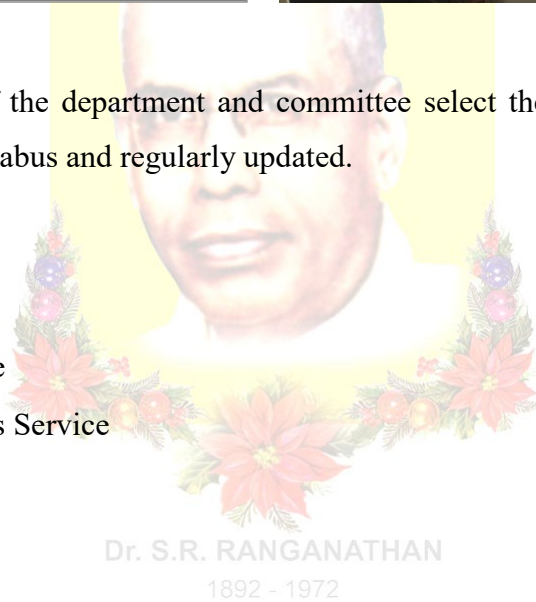 the department and committee select the
abus and regularly updated.
e
s Service
Dr. S.R. RANGANATHAN
1892 - 1972